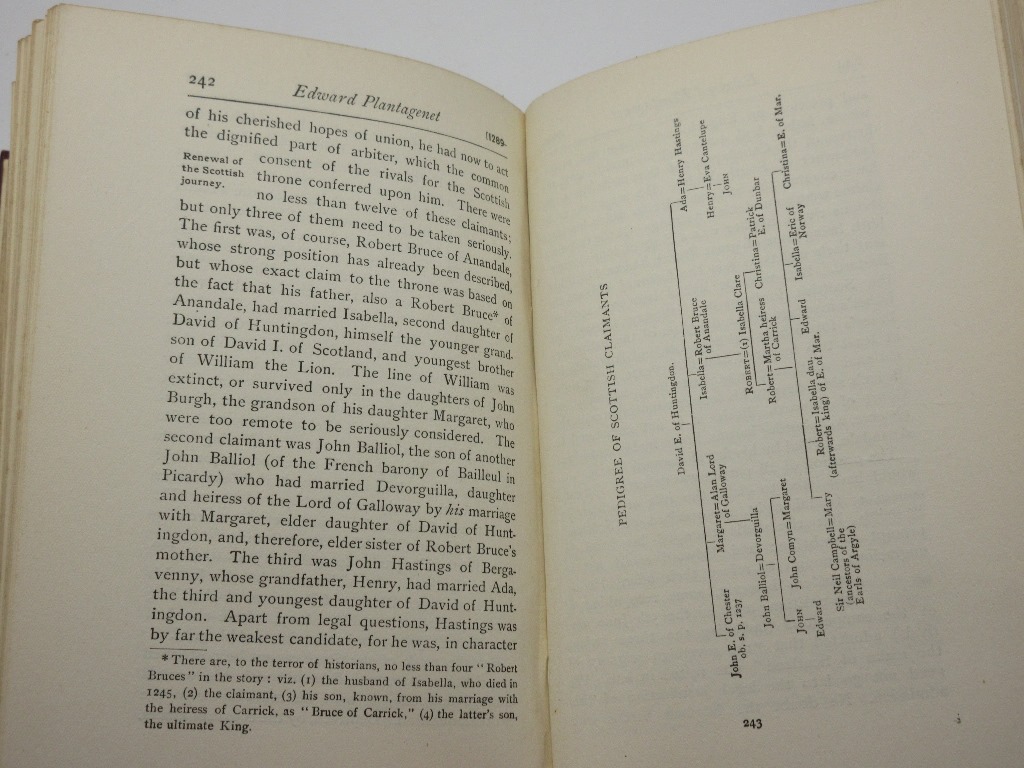 242
Edward Plantagenet
[1289-
of his cherished hopes of union, he had now to act
the dignified part of arbiter, which the common
Renewal of
the Scottish
journey.
consent of the rivals for the Scottish
throne conferred upon him. There were
no less than twelve of these claimants;
but only three of them need to be taken seriously.
The first was, of course, Robert Bruce of Anandale,
whose strong position has already been described,
but whose exact claim to the throne was based on
the fact that his father, also a Robert Bruce* of
Anandale, had married Isabella, second daughter of
David of Huntingdon, himself the younger grand-
son of David I. of Scotland, and youngest brother
of William the Lion. The line of William was
extinct, or survived only in the daughters of John
Burgh, the grandson of his daughter Margaret, who
were too remote to be seriously considered. The
second claimant was John Balliol, the son of another
John Balliol (of the French barony of Bailleul in
Picardy) who had married Devorguilla, daughter
and heiress of the Lord of Galloway by his marriage
with Margaret, elder daughter of David of Hunt-
ingdon, and, therefore, elder sister of Robert Bruce's
mother. The third was John Hastings of Berga-
venny, whose grandfather, Henry, had married Ada,
the third and youngest daughter of David of Hunt-
ingdon. Apart from legal questions, Hastings was
by far the weakest candidate, for he was, in character
* There are, to the terror of historians, no less than four "Robert
Bruces" in the story: viz. (1) the husband of Isabella, who died in
1245, (2) the claimant, (3) his son, known, from his marriage with
the heiress of Carrick, as "Bruce of Carrick," (4) the latter's son,
the ultimate King.
PEDIGREE OF SCOTTISH CLAIMANTS
David E. of Huntingdon.
John E. of Chester
ob. s. p. 1237
Margaret=Alan Lord
of Galloway
Isabella=Robert Bruce
of Anandale
Ada=Henry Hastings
Henry=Eva Cantelupe
JOHN
John Balliol=Devorguilla
ROBERT=(1) Isabella Clare
JOHN
John Comyn=Margaret
Robert=Martha heiress
of Carrick
Christina=Patrick
E. of Dunbar
Edward
Sir Neil Campbell=Mary
(ancestors of the
Earls of Argyle)
Robert=Isabella dau.
(afterwards king) of E. of Mar.
Edward
Isabella=Eric of
Norway
Christina=E. of Mar.
243